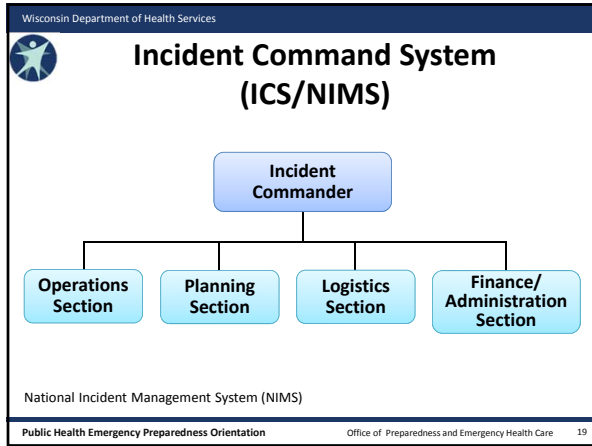 Wisconsin Department of Health Services
Incident Command System
(ICS/NIMS)
Incident
Commander
Operations
Section
Planning
Section
Logistics
Section
Finance/
Administration
Section
National Incident Management System (NIMS)
Public Health Emergency Preparedness Orientation Office of Preparedness and Emergency Health Care 19